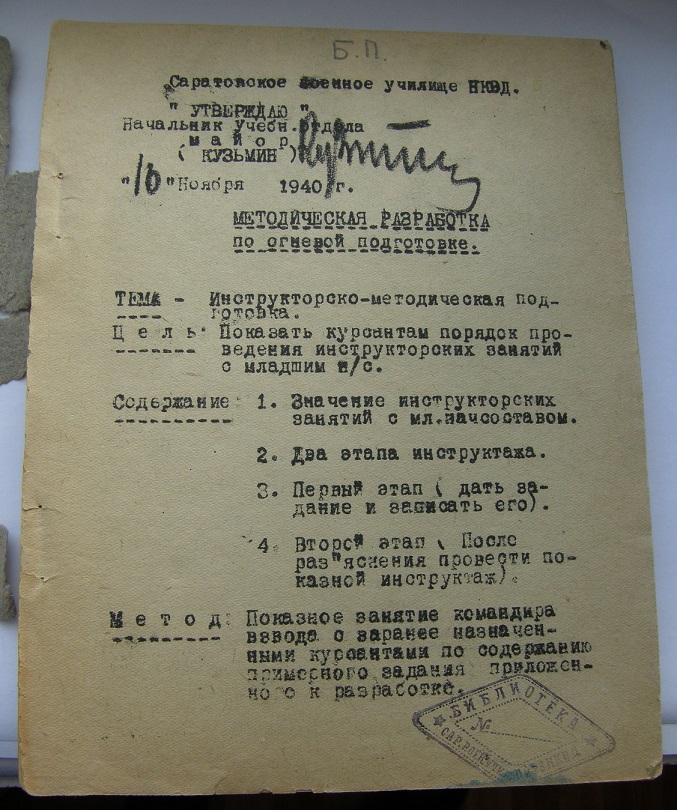 Б.П.
Саратовское военное училище НКВД.
"УТВЕРЖДАЮ"
Начальник учебн.отдела
майор
( КУЗЬМИН )
"10"Ноября 1940 г.
МЕТОДИЧЕСКАЯ РАЗРАБОТКА
по огневой подготовке.
ТЕМА - Инструкторско-методическая под-
готовка.
Цель: Показать курсантам порядок про-
ведения инструкторских занятий
с младшим н/с.
Содержание: 1. Значение инструкторских
занятий с мл.начсоставом.
2. Два этапа инструктажа.
3. Первый этап ( дать за-
дание и записать его).
4. Второй этап ( После
раз"яснения провести по-
казной инструктаж).
Метод: Показное занятие командира
взвода с заранее назначен-
ными курсантами по содержанию
примерного задания приложен-
ного к разработке.
БИБЛИОТЕКА
№